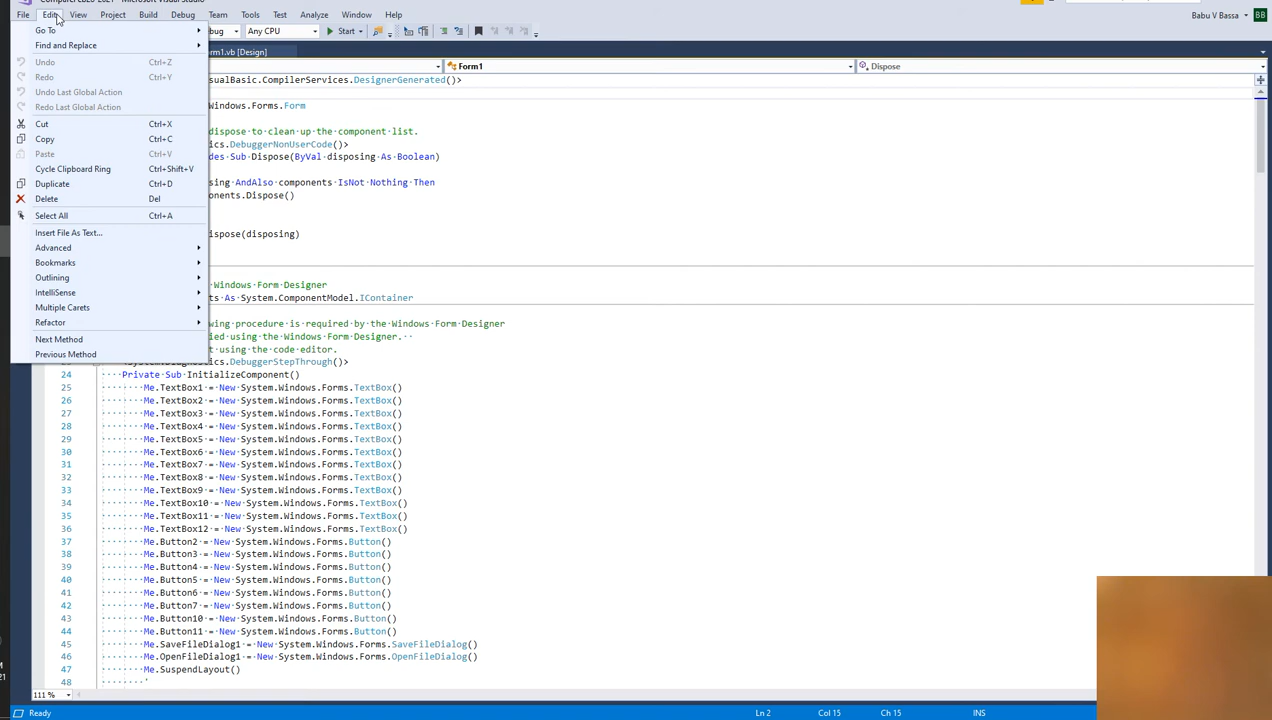 File Edit View Project Build Debug Team Tools Test Analyze Window Help Babu V Bassa BB
Any CPU Start
Form1.vb [Design]
Form1 Dispose
Go To
Find and Replace
Undo Ctrl+Z
Redo Ctrl+Y
Undo Last Global Action
Redo Last Global Action
Cut Ctrl+X
Copy Ctrl+C
Paste Ctrl+V
Cycle Clipboard Ring Ctrl+Shift+V
Duplicate Ctrl+D
Delete Del
Select All Ctrl+A
Insert File As Text...
Advanced
Bookmarks
Outlining
IntelliSense
Multiple Carets
Refactor
Next Method
Previous Method
sualBasic.CompilerServices.DesignerGenerated()>
Windows.Forms.Form
dispose·to·clean·up·the·component·list.
ics.DebuggerNonUserCode()>
des Sub Dispose(ByVal disposing As Boolean)
sing AndAlso components IsNot Nothing Then
nents.Dispose()
ispose(disposing)
Windows Form Designer
ts As System.ComponentModel.IContainer
wing procedure is required by the Windows Form Designer
ied using the Windows Form Designer.··
t using the code editor.
<System.Diagnostics.DebuggerStepThrough()>
24 Private Sub InitializeComponent()
25 Me.TextBox1 = New System.Windows.Forms.TextBox()
26 Me.TextBox2 = New System.Windows.Forms.TextBox()
27 Me.TextBox3 = New System.Windows.Forms.TextBox()
28 Me.TextBox4 = New System.Windows.Forms.TextBox()
29 Me.TextBox5 = New System.Windows.Forms.TextBox()
30 Me.TextBox6 = New System.Windows.Forms.TextBox()
31 Me.TextBox7 = New System.Windows.Forms.TextBox()
32 Me.TextBox8 = New System.Windows.Forms.TextBox()
33 Me.TextBox9 = New System.Windows.Forms.TextBox()
34 Me.TextBox10 = New System.Windows.Forms.TextBox()
35 Me.TextBox11 = New System.Windows.Forms.TextBox()
36 Me.TextBox12 = New System.Windows.Forms.TextBox()
37 Me.Button2 = New System.Windows.Forms.Button()
38 Me.Button3 = New System.Windows.Forms.Button()
39 Me.Button4 = New System.Windows.Forms.Button()
40 Me.Button5 = New System.Windows.Forms.Button()
41 Me.Button6 = New System.Windows.Forms.Button()
42 Me.Button7 = New System.Windows.Forms.Button()
43 Me.Button10 = New System.Windows.Forms.Button()
44 Me.Button11 = New System.Windows.Forms.Button()
45 Me.SaveFileDialog1 = New System.Windows.Forms.SaveFileDialog()
46 Me.OpenFileDialog1 = New System.Windows.Forms.OpenFileDialog()
47 Me.SuspendLayout()
48 '
111 %
Ready Ln 2 Col 15 Ch 15 INS